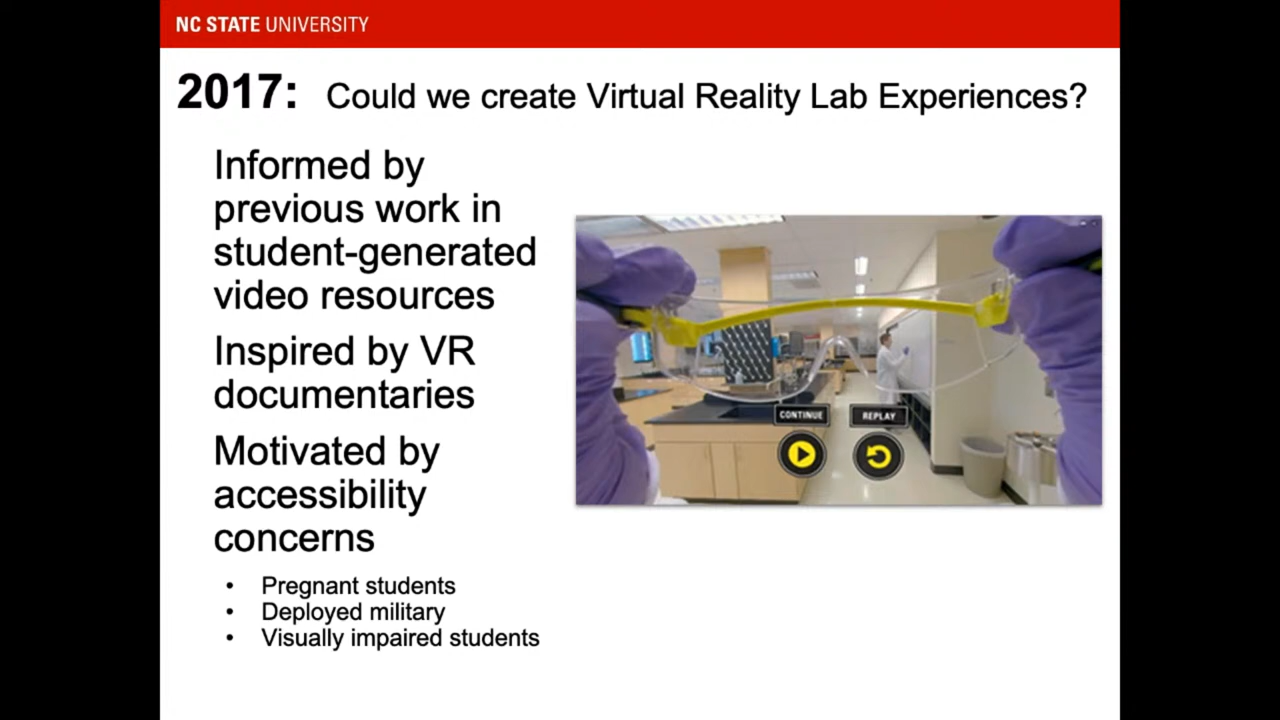 NC STATE UNIVERSITY
2017: Could we create Virtual Reality Lab Experiences?
Informed by
previous work in
student-generated
video resources
Inspired by VR
documentaries
Motivated by
accessibility
concerns
• Pregnant students
• Deployed military
• Visually impaired students
CONTINUE
REPLAY